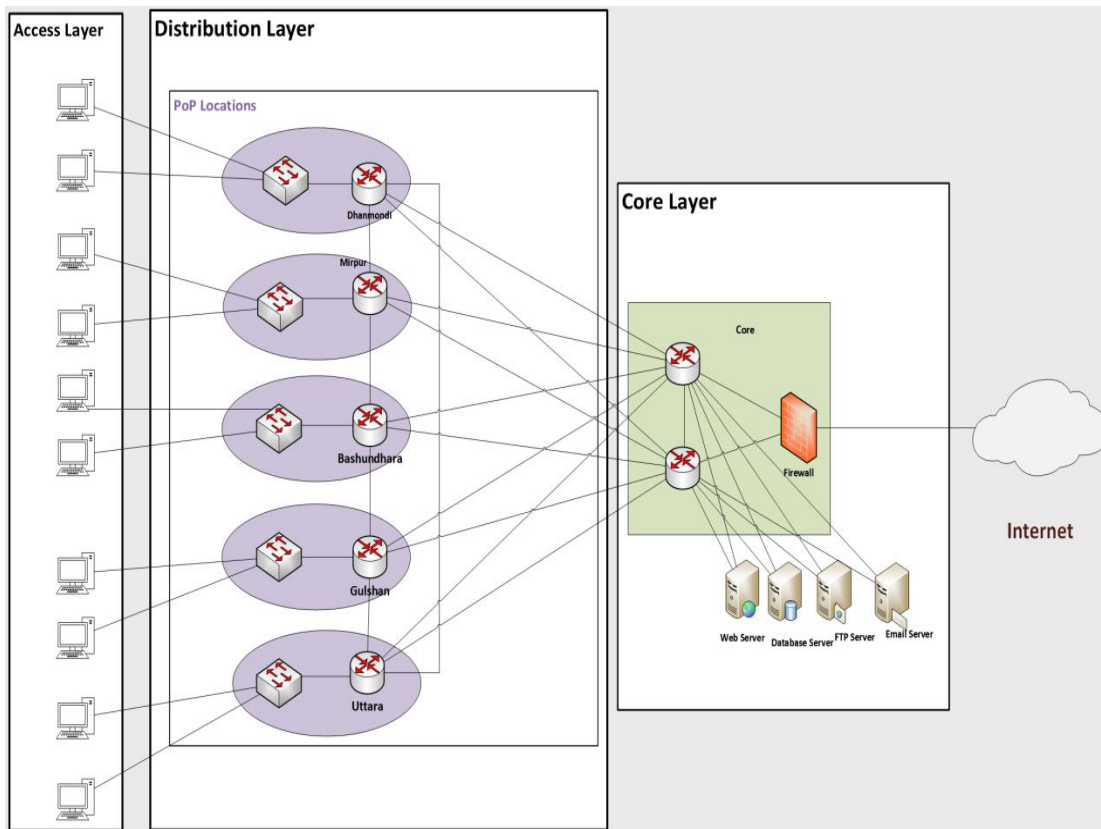 Access Layer
Distribution Layer
PoP Locations
Dhanmondi
Mirpur
Bashundhara
Gulshan
Uttara
Core Layer
Core
Firewall
Web Server
Database Server
FTP Server
Email Server
Internet